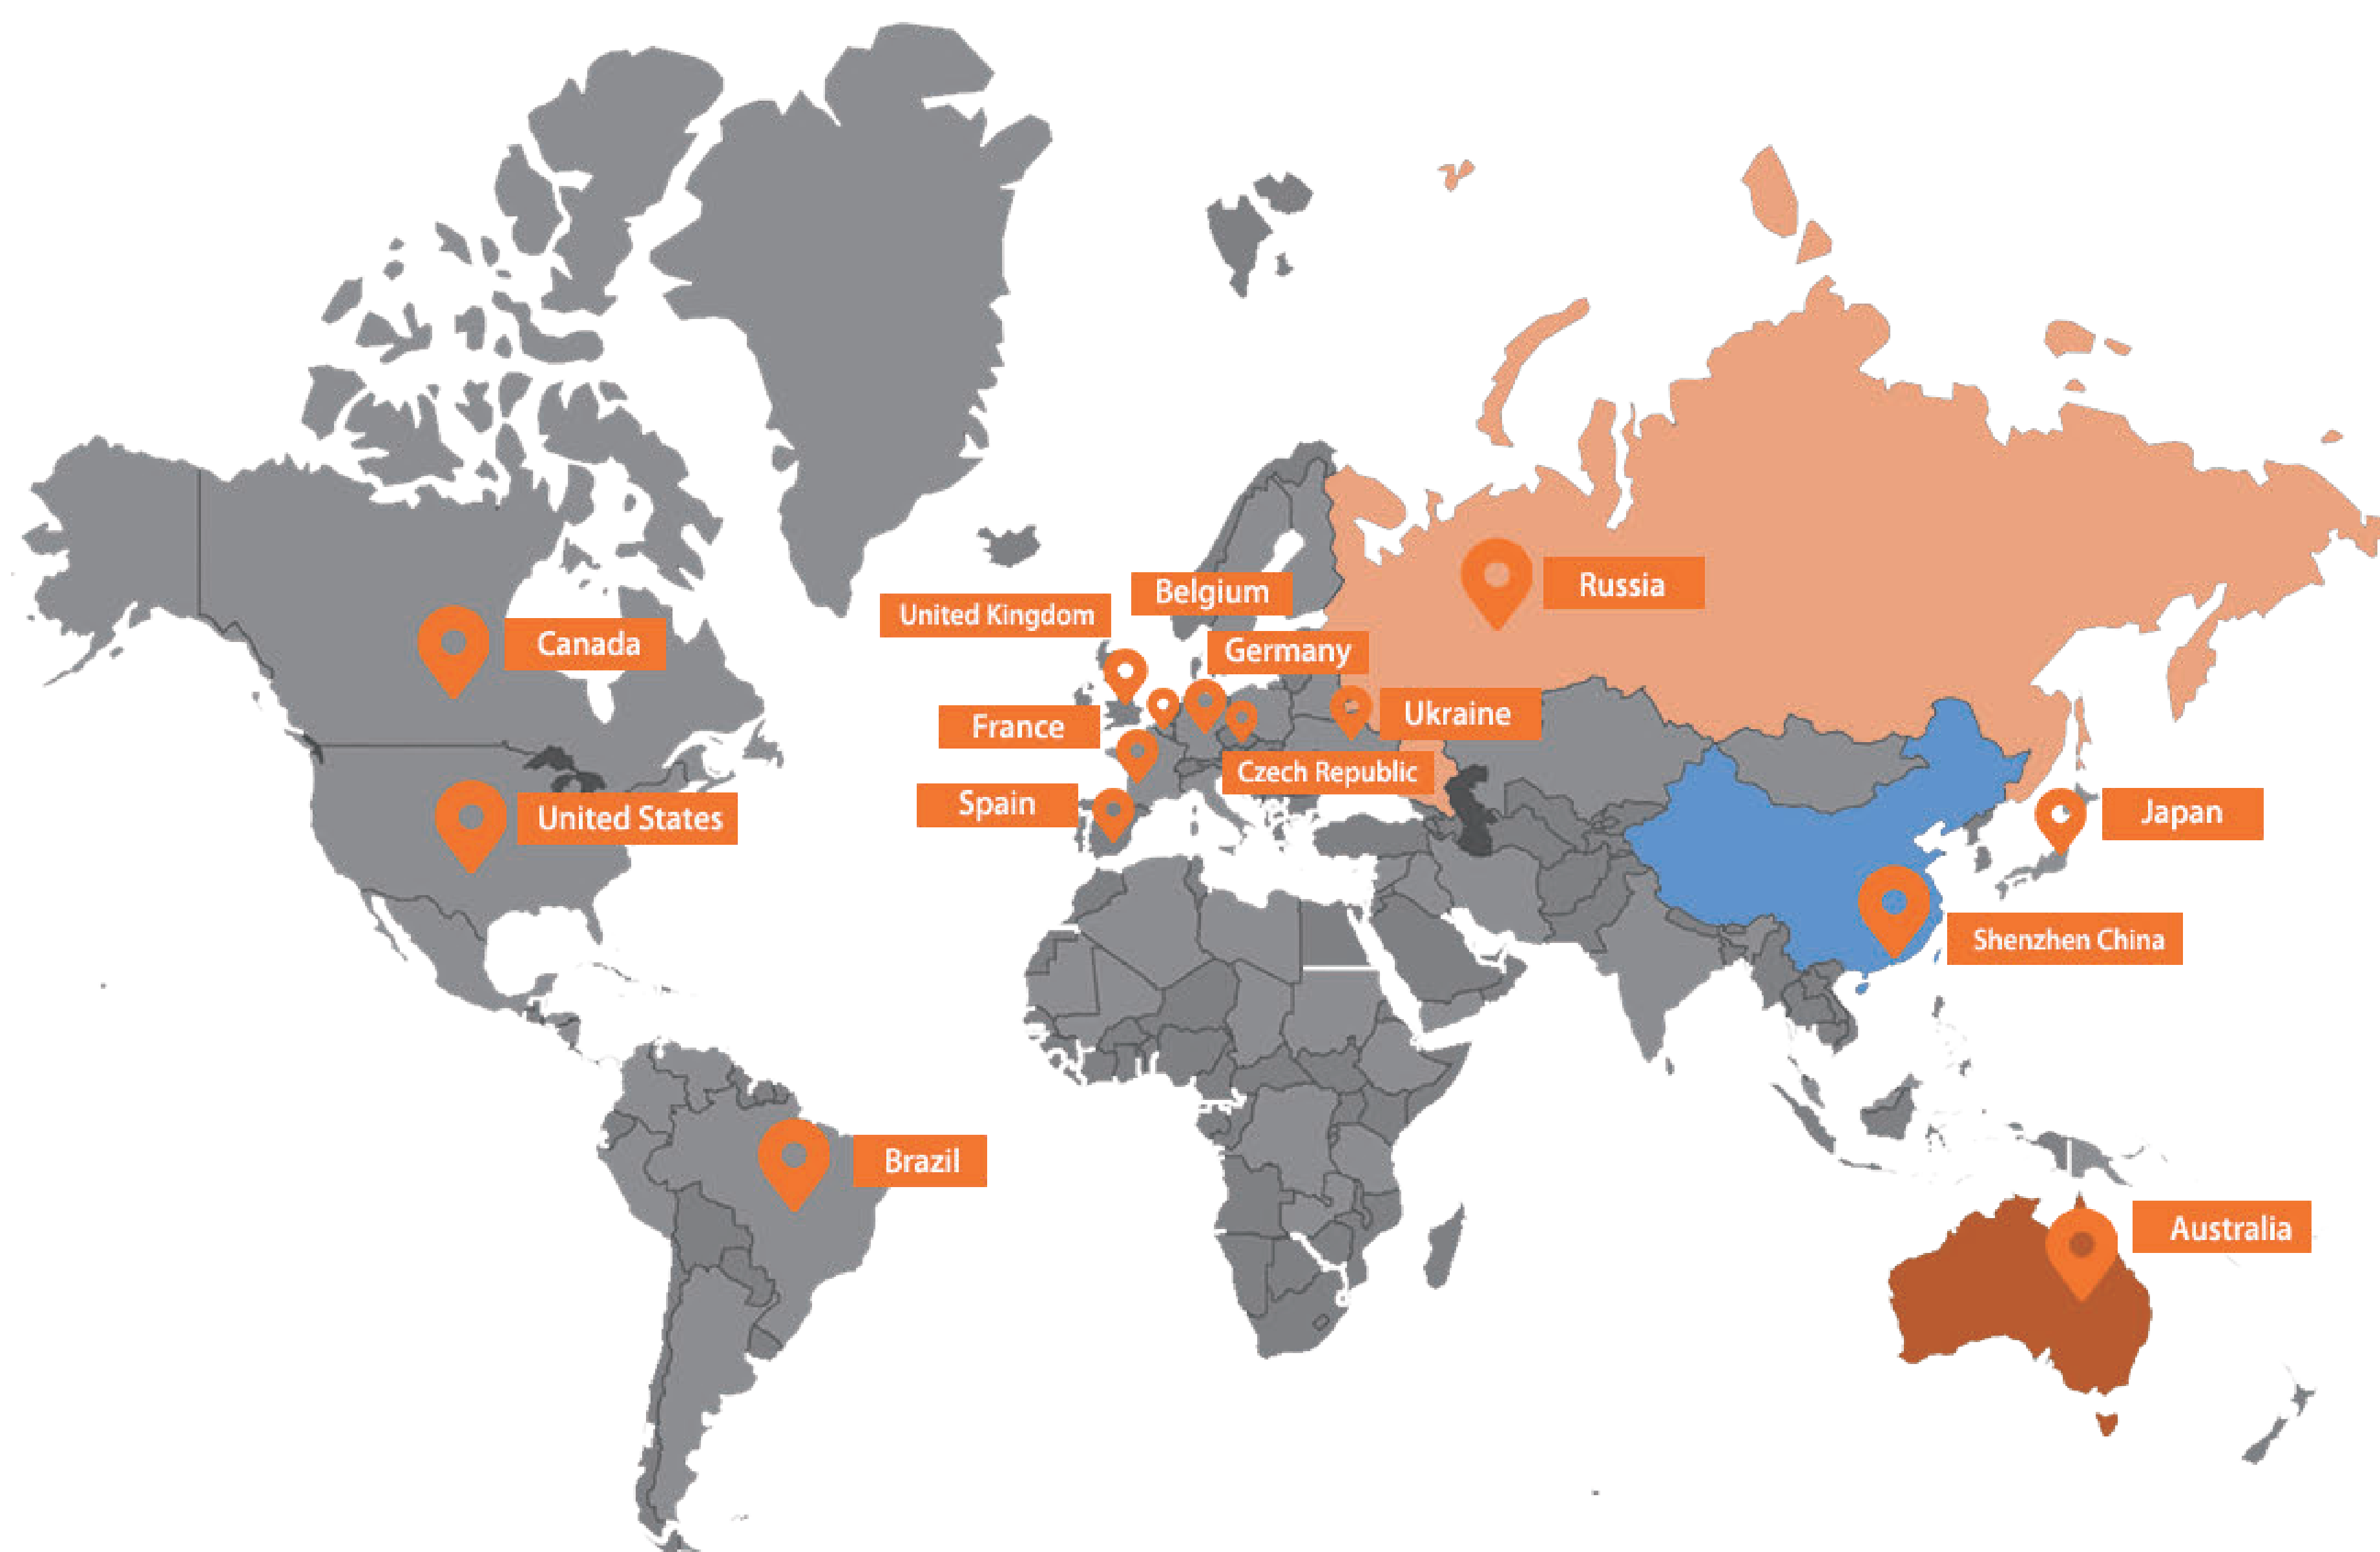 Belgium
Russia
United Kingdom
Canada
Germany
Ukraine
France
Czech Republic
Spain
United States
Japan
Shenzhen China
Brazil
Australia